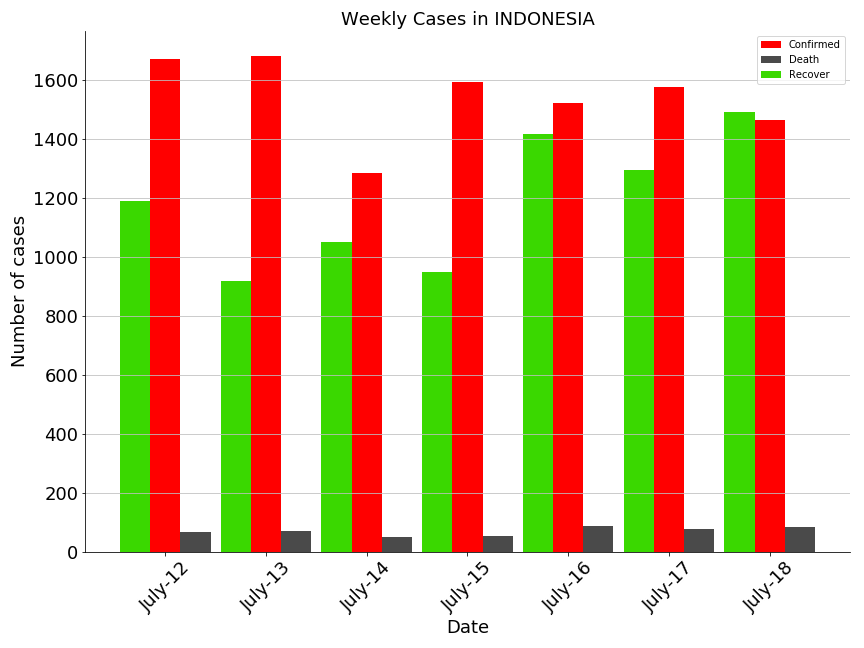 Weekly Cases in INDONESIA
Confirmed
Death
Recover
Number of cases
1600
1400
1200
1000
800
600
400
200
0
July-12
July-13
July-14
July-15
July-16
July-17
July-18
Date